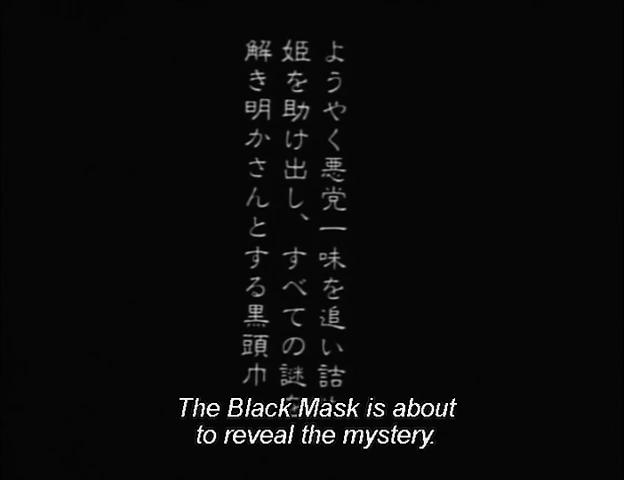 ようやく悪党一味を追い詰め
姫を助け出し、すべての謎を
解き明かさんとする黒頭巾
The Black Mask is about
to reveal the mystery.